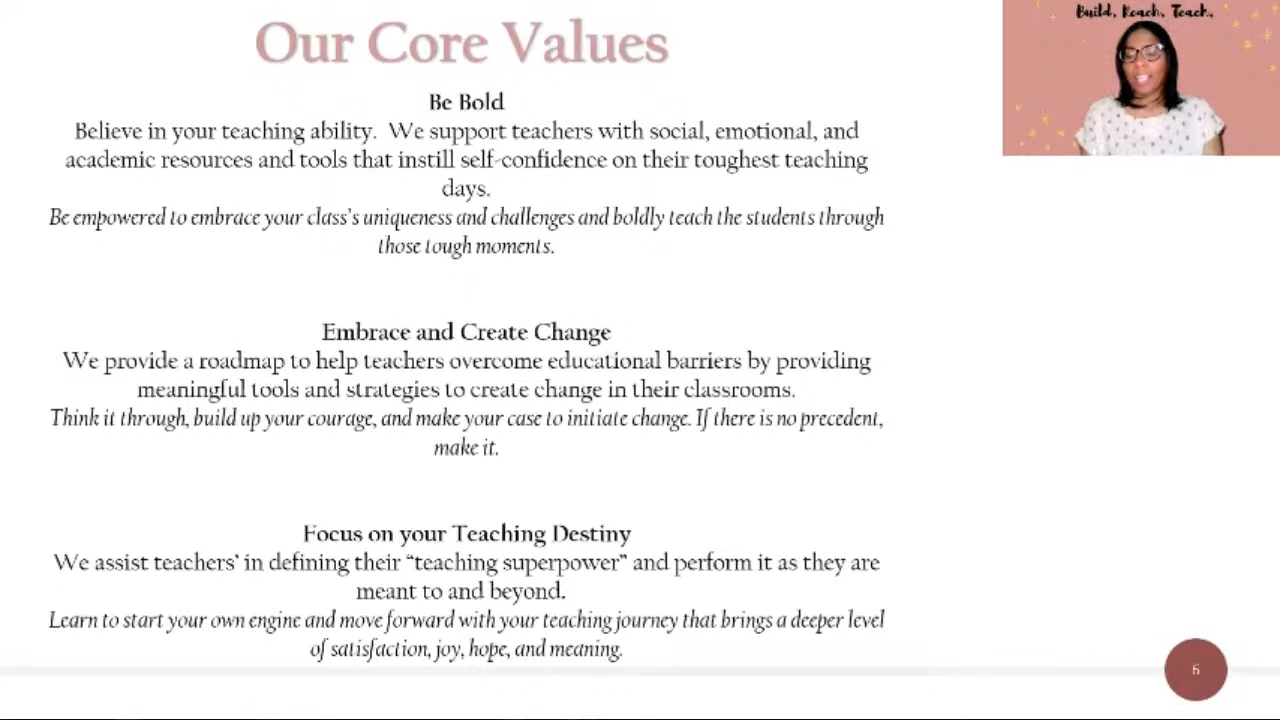 Our Core Values
Build. Reach. Teach.
Be Bold
Believe in your teaching ability.  We support teachers with social, emotional, and
academic resources and tools that instill self-confidence on their toughest teaching
days.
Be empowered to embrace your class's uniqueness and challenges and boldly teach the students through
those tough moments.
Embrace and Create Change
We provide a roadmap to help teachers overcome educational barriers by providing
meaningful tools and strategies to create change in their classrooms.
Think it through, build up your courage, and make your case to initiate change. If there is no precedent,
make it.
Focus on your Teaching Destiny
We assist teachers' in defining their “teaching superpower” and perform it as they are
meant to and beyond.
Learn to start your own engine and move forward with your teaching journey that brings a deeper level
of satisfaction, joy, hope, and meaning.
6